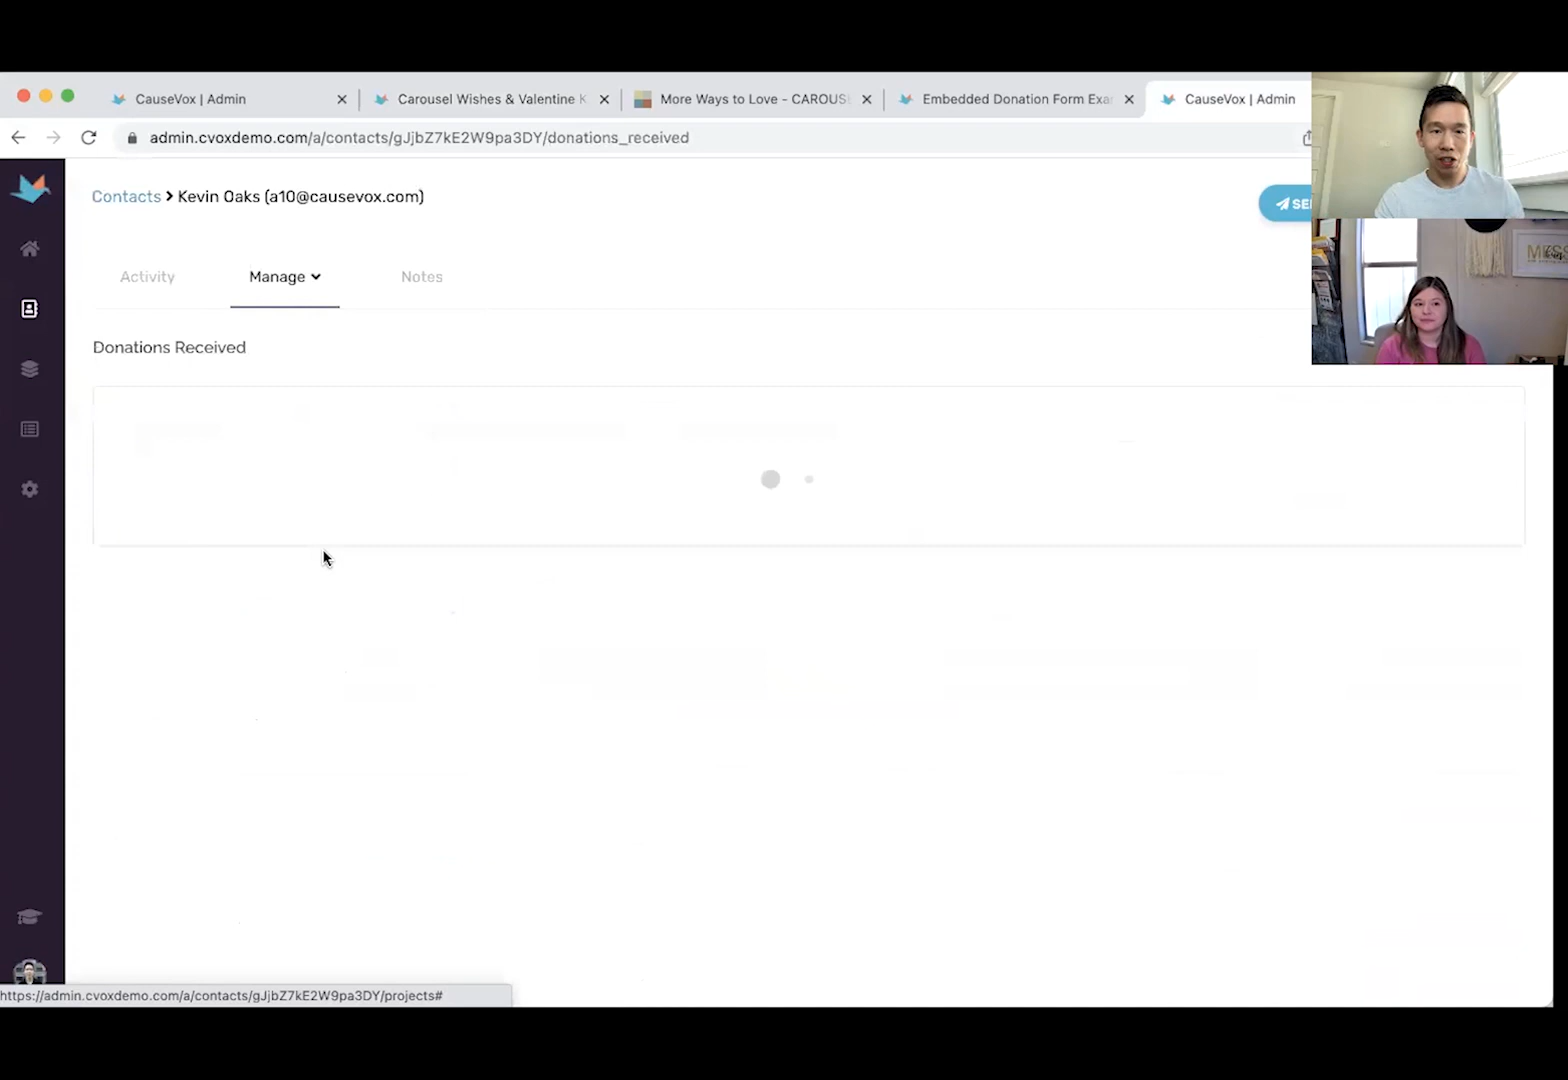 CauseVox | Admin
Carousel Wishes & Valentine K
More Ways to Love - CAROUS
Embedded Donation Form Exa
CauseVox | Admin
admin.cvoxdemo.com/a/contacts/gJjbZ7kE2W9pa3DY/donations_received
Contacts > Kevin Oaks (a10@causevox.com)
SE
Activity
Manage
Notes
Donations Received
https://admin.cvoxdemo.com/a/contacts/gJjbZ7kE2W9pa3DY/projects#